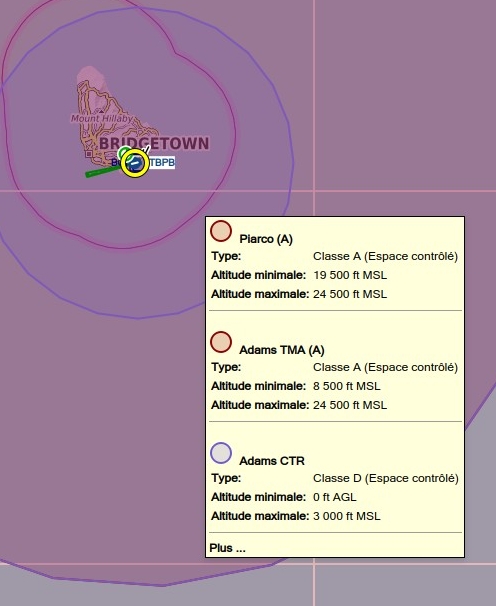 Mount Hillaby
BRIDGETOWN
TBPB
Piarco (A)
Type: Classe A (Espace contrôlé)
Altitude minimale: 19 500 ft MSL
Altitude maximale: 24 500 ft MSL
Adams TMA (A)
Type: Classe A (Espace contrôlé)
Altitude minimale: 8 500 ft MSL
Altitude maximale: 24 500 ft MSL
Adams CTR
Type: Classe D (Espace contrôlé)
Altitude minimale: 0 ft AGL
Altitude maximale: 3 000 ft MSL
Plus ...